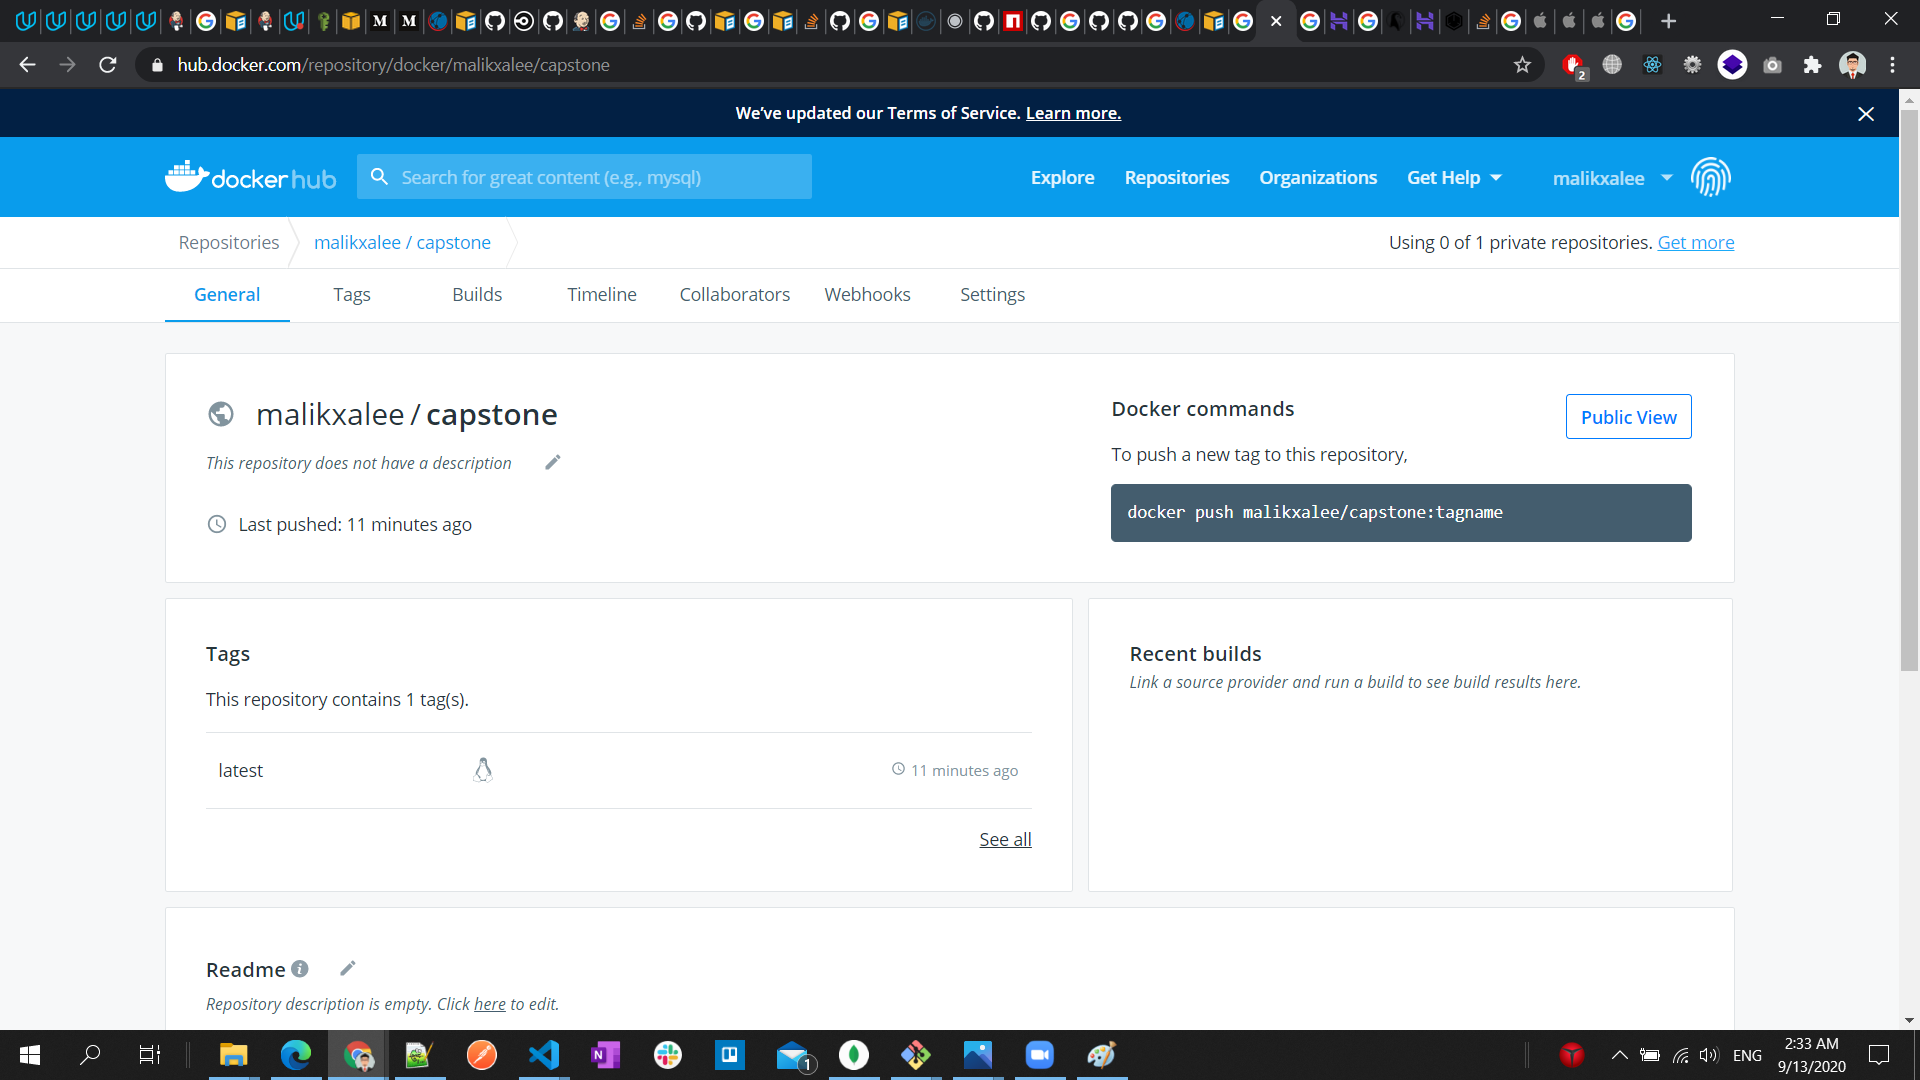 hub.docker.com/repository/docker/malikxalee/capstone
2
We've updated our Terms of Service. Learn more.
docker hub
Search for great content (e.g., mysql)
Explore
Repositories
Organizations
Get Help
malikxalee
Repositories
malikxalee / capstone
Using 0 of 1 private repositories. Get more
General
Tags
Builds
Timeline
Collaborators
Webhooks
Settings
malikxalee / capstone
This repository does not have a description
Last pushed: 11 minutes ago
Docker commands
Public View
To push a new tag to this repository,
docker push malikxalee/capstone:tagname
Tags
This repository contains 1 tag(s).
latest
11 minutes ago
See all
Recent builds
Link a source provider and run a build to see build results here.
Readme
Repository description is empty. Click here to edit.
1
ENG
2:33 AM
9/13/2020